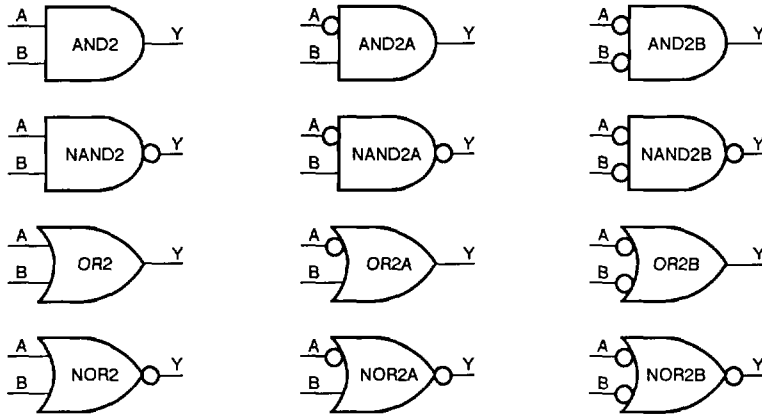 A AND2 Y
B
A AND2A Y
B
A AND2B Y
B
A NAND2 Y
B
A NAND2A Y
B
A NAND2B Y
B
A OR2 Y
B
A OR2A Y
B
A OR2B Y
B
A NOR2 Y
B
A NOR2A Y
B
A NOR2B Y
B